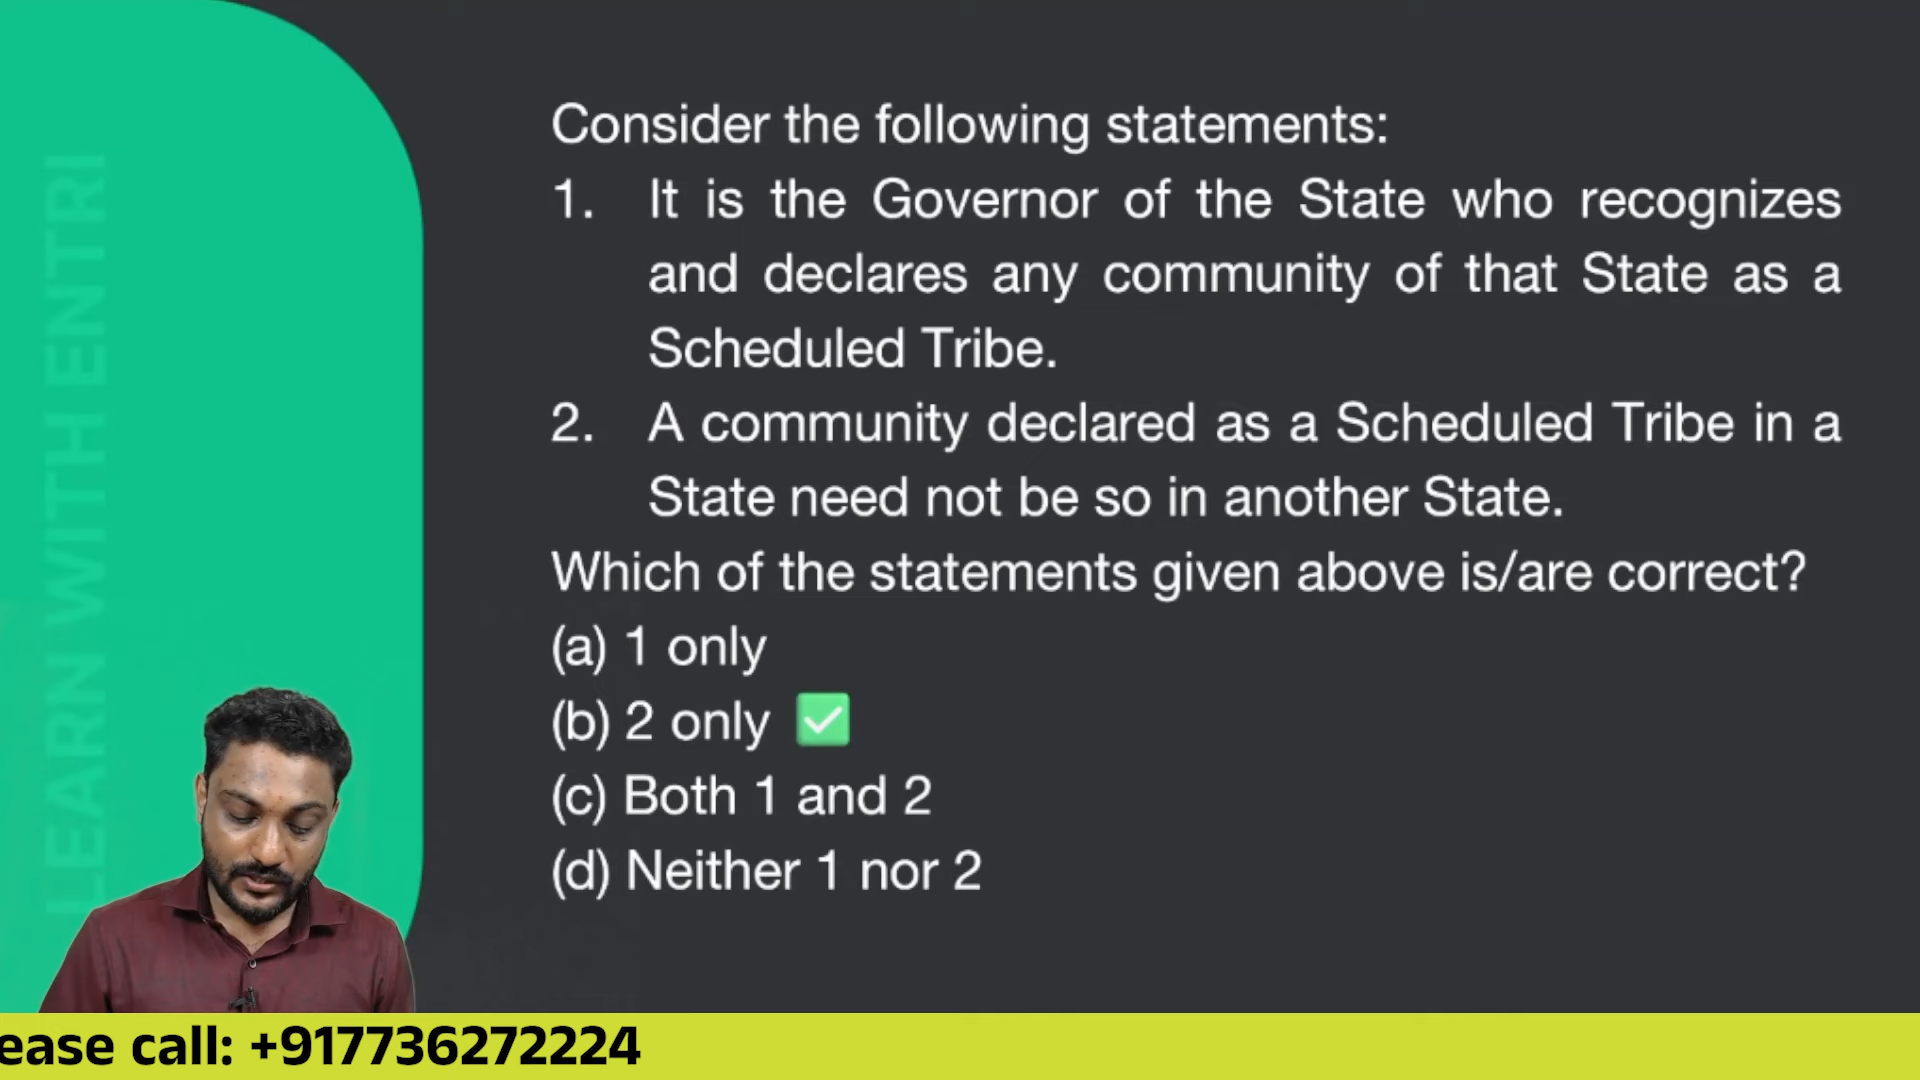 LEARN WITH ENTRI
Consider the following statements:
1. It is the Governor of the State who recognizes
and declares any community of that State as a
Scheduled Tribe.
2. A community declared as a Scheduled Tribe in a
State need not be so in another State.
Which of the statements given above is/are correct?
(a) 1 only
(b) 2 only ✅
(c) Both 1 and 2
(d) Neither 1 nor 2
ease call: +917736272224